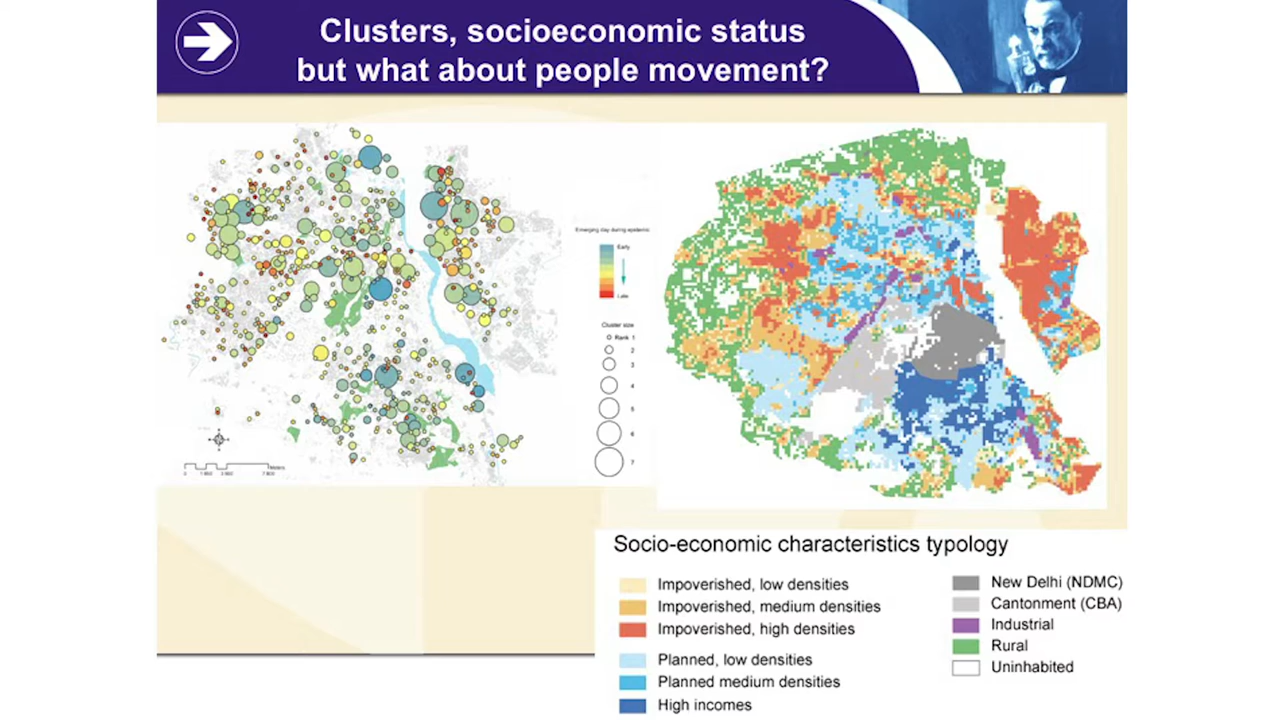 Clusters, socioeconomic status
but what about people movement?
Emerging day during epidemic
Early
Late
Cluster size
Rank 1
2
3
4
5
6
7
Meters
0
Socio-economic characteristics typology
Impoverished, low densities
Impoverished, medium densities
Impoverished, high densities
Planned, low densities
Planned medium densities
High incomes
New Delhi (NDMC)
Cantonment (CBA)
Industrial
Rural
Uninhabited